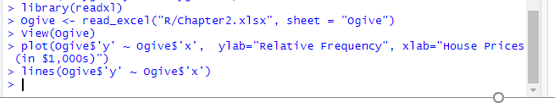 > library(readxl)
> Ogive <- read_excel("R/Chapter2.xlsx", sheet = "Ogive")
> View(Ogive)
> plot(Ogive$'y' ~ Ogive$'x',  ylab="Relative Frequency", xlab="House Prices
(in $1,000s)")
> lines(Ogive$'y' ~ Ogive$'x')
>